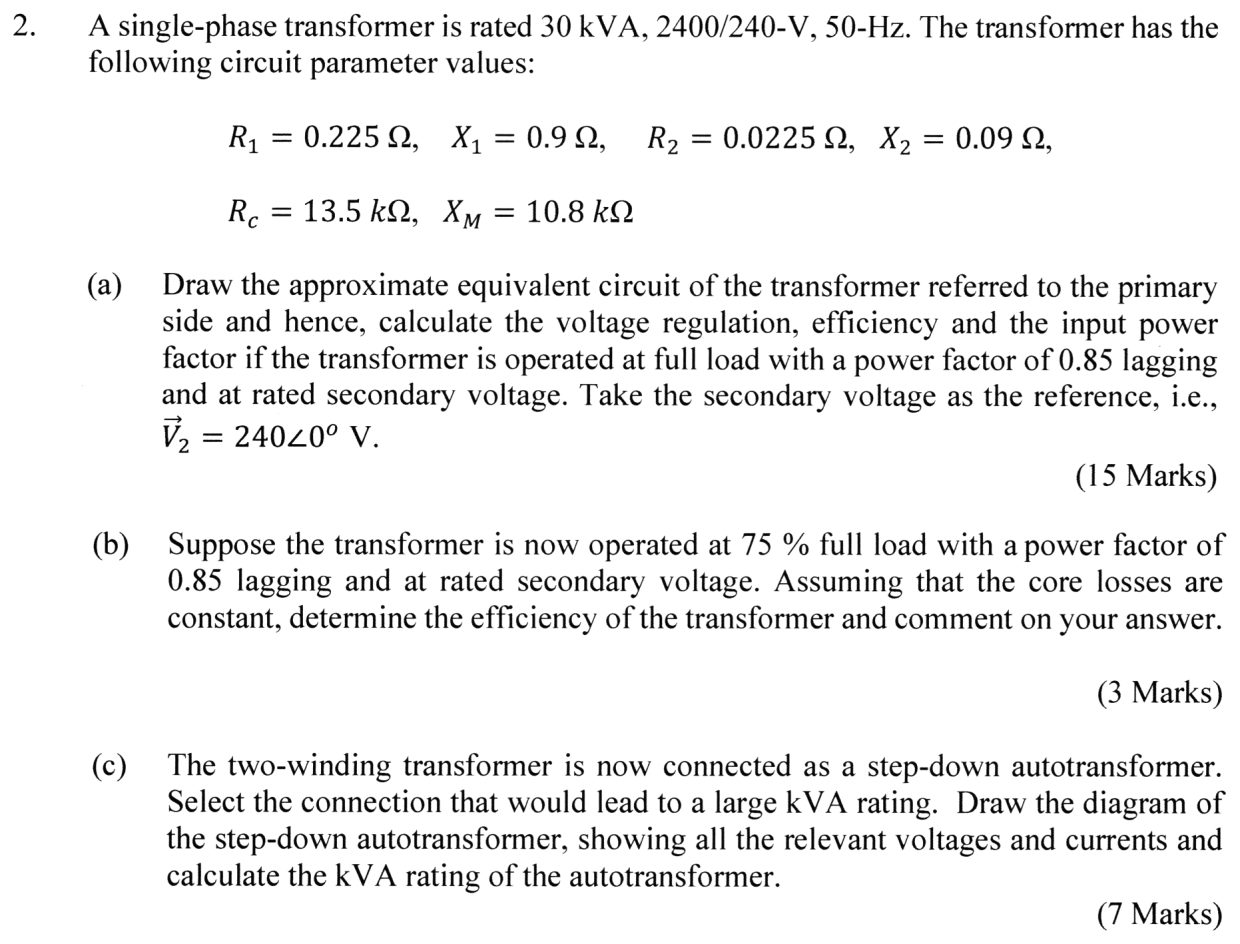 2. A single-phase transformer is rated 30 kVA, 2400/240-V, 50-Hz. The transformer has the
following circuit parameter values:
R₁ = 0.225 Ω, X₁ = 0.9 Ω, R₂ = 0.0225 Ω, X₂ = 0.09 Ω,
R_c = 13.5 kΩ, X_M = 10.8 kΩ
(a) Draw the approximate equivalent circuit of the transformer referred to the primary
side and hence, calculate the voltage regulation, efficiency and the input power
factor if the transformer is operated at full load with a power factor of 0.85 lagging
and at rated secondary voltage. Take the secondary voltage as the reference, i.e.,
V⃗₂ = 240∠0° V.
(15 Marks)
(b) Suppose the transformer is now operated at 75 % full load with a power factor of
0.85 lagging and at rated secondary voltage. Assuming that the core losses are
constant, determine the efficiency of the transformer and comment on your answer.
(3 Marks)
(c) The two-winding transformer is now connected as a step-down autotransformer.
Select the connection that would lead to a large kVA rating. Draw the diagram of
the step-down autotransformer, showing all the relevant voltages and currents and
calculate the kVA rating of the autotransformer.
(7 Marks)